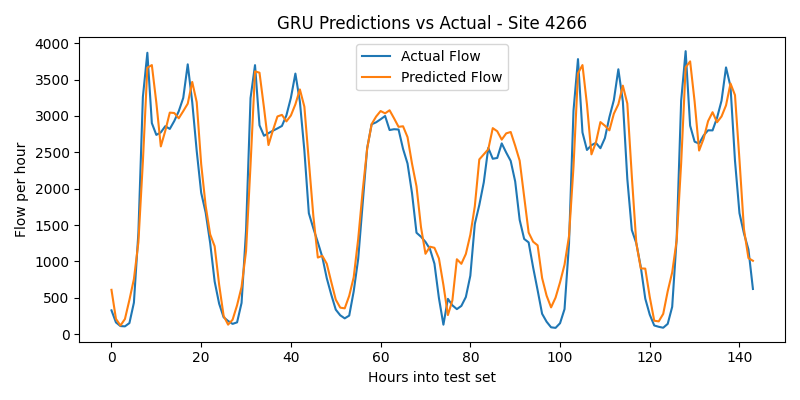 GRU Predictions vs Actual - Site 4266
Actual Flow
Predicted Flow
Flow per hour
4000
3500
3000
2500
2000
1500
1000
500
0
0 20 40 60 80 100 120 140
Hours into test set